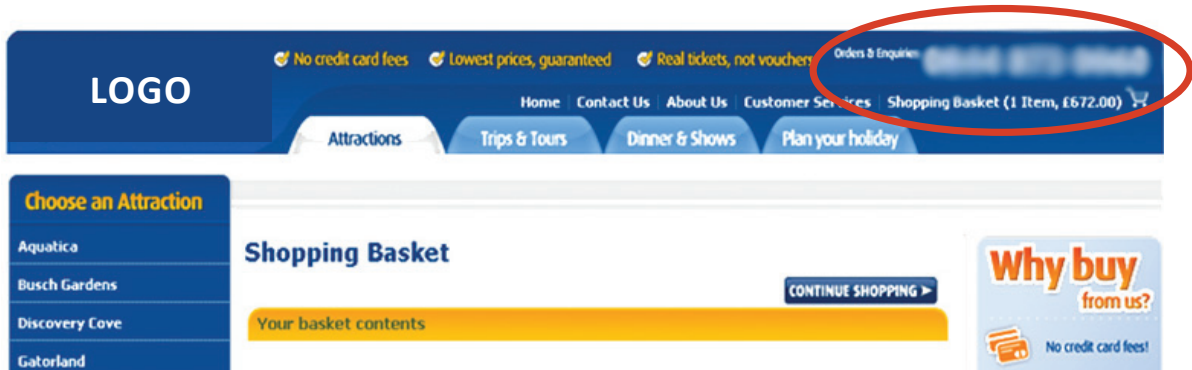 No credit card fees Lowest prices, guaranteed Real tickets, not vouchers Orders & Enquiries
LOGO
Home Contact Us About Us Customer Services Shopping Basket (1 Item, £672.00)
Attractions Trips & Tours Dinner & Shows Plan your holiday
Choose an Attraction
Aquatica
Busch Gardens
Discovery Cove
Gatorland
Shopping Basket
CONTINUE SHOPPING
Your basket contents
Why buy
from us?
No credit card fees!